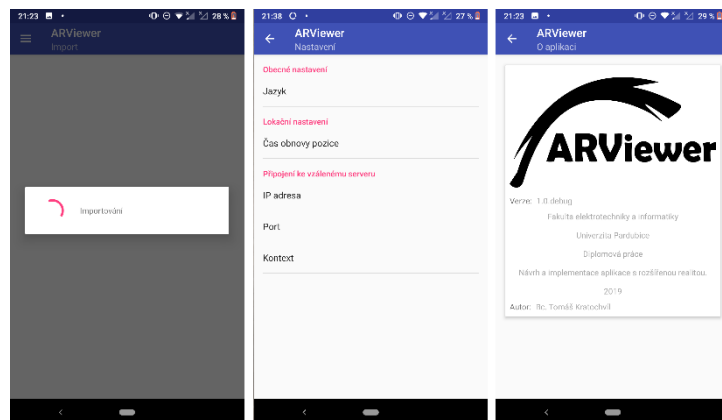 21:23
28 %
ARViewer
Import
Importování
21:38
27 %
ARViewer
Nastavení
Obecné nastavení
Jazyk
Lokační nastavení
Čas obnovy pozice
Připojení ke vzálenému serveru
IP adresa
Port
Kontext
21:23
29 %
ARViewer
O aplikaci
ARViewer
Verze: 1.0.debug
Fakulta elektrotechniky a informatiky
Univerzita Pardubice
Diplomová práce
Návrh a implementace aplikace s rozšířenou realitou.
2019
Autor: Bc. Tomáš Kratochvíl